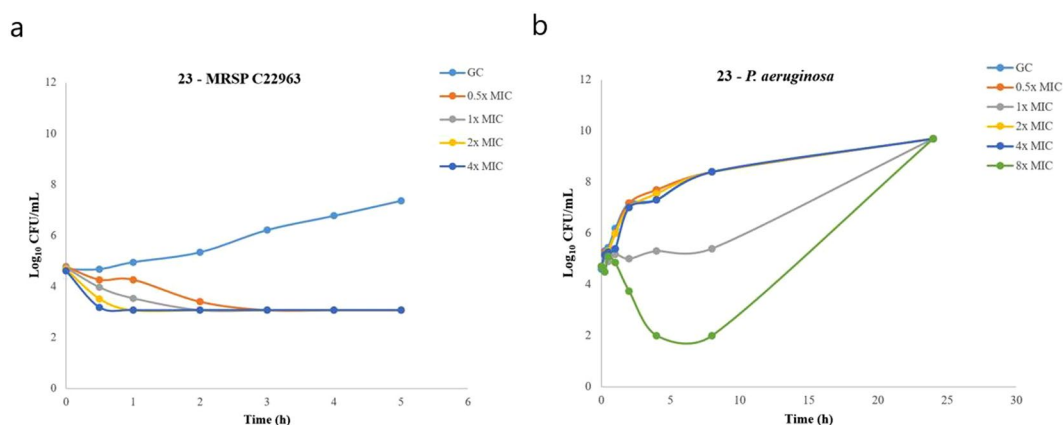 a
23 - MRSP C22963
GC
0.5x MIC
1x MIC
2x MIC
4x MIC
12
10
8
6
4
2
0
Log10 CFU/mL
0 1 2 3 4 5 6
Time (h)
b
23 - P. aeruginosa
GC
0.5x MIC
1x MIC
2x MIC
4x MIC
8x MIC
12
10
8
6
4
2
0
Log10 CFU/mL
0 5 10 15 20 25 30
Time (h)